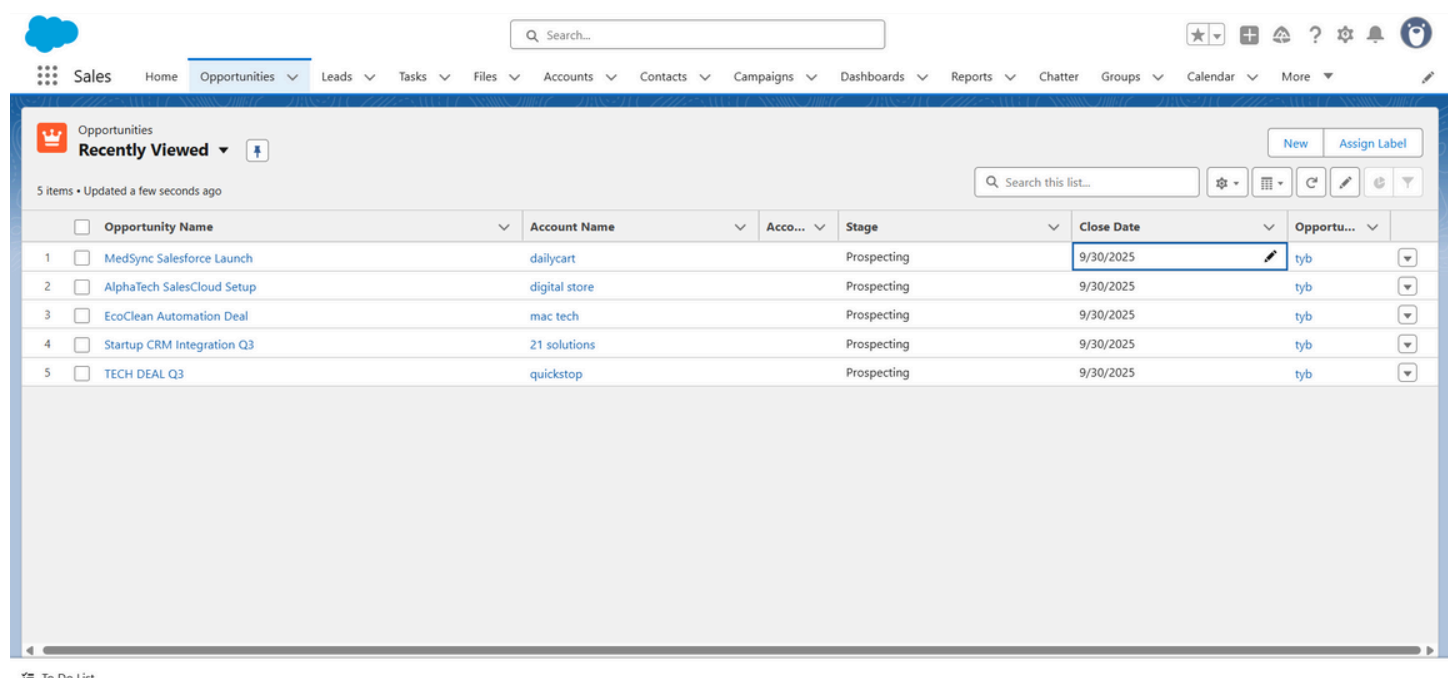 Search...
Sales Home Opportunities Leads Tasks Files Accounts Contacts Campaigns Dashboards Reports Chatter Groups Calendar More
Opportunities
Recently Viewed
New Assign Label
5 items • Updated a few seconds ago
Search this list...
Opportunity Name Account Name Acco... Stage Close Date Opportu...
1 MedSync Salesforce Launch dailycart Prospecting 9/30/2025 tyb
2 AlphaTech SalesCloud Setup digital store Prospecting 9/30/2025 tyb
3 EcoClean Automation Deal mac tech Prospecting 9/30/2025 tyb
4 Startup CRM Integration Q3 21 solutions Prospecting 9/30/2025 tyb
5 TECH DEAL Q3 quickstop Prospecting 9/30/2025 tyb
To Do List